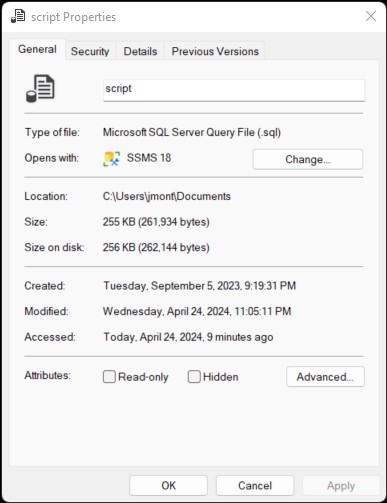 script Properties
General Security Details Previous Versions
script
Type of file: Microsoft SQL Server Query File (.sql)
Opens with: SSMS 18 Change...
Location: C:\Users\jmont\Documents
Size: 255 KB (261,934 bytes)
Size on disk: 256 KB (262,144 bytes)
Created: Tuesday, September 5, 2023, 9:19:31 PM
Modified: Wednesday, April 24, 2024, 11:05:11 PM
Accessed: Today, April 24, 2024, 9 minutes ago
Attributes: Read-only Hidden Advanced...
OK Cancel Apply